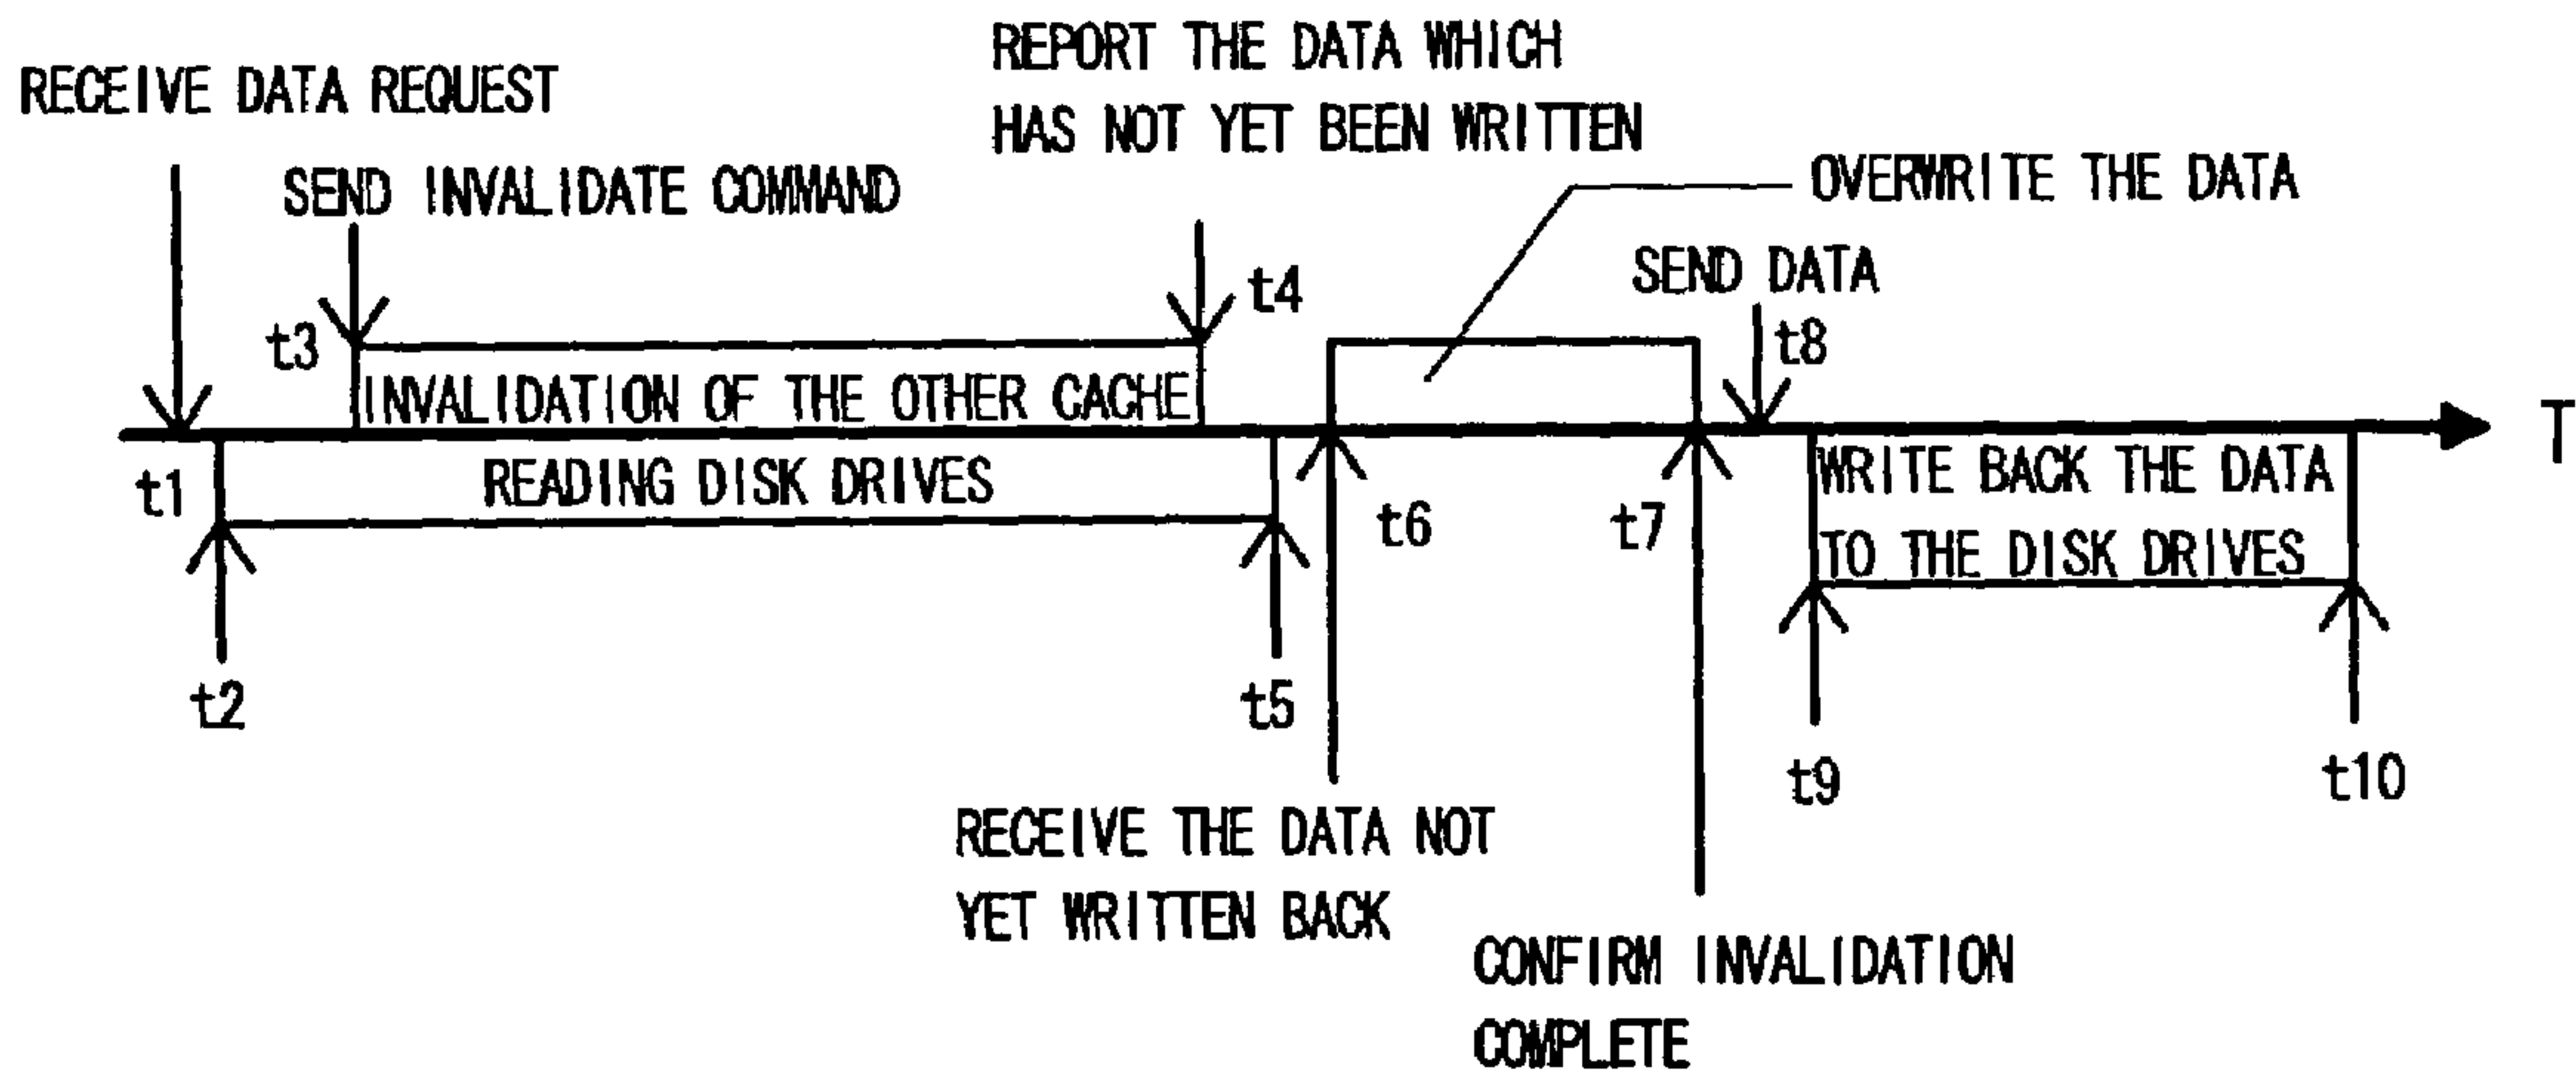 REPORT THE DATA WHICH
HAS NOT YET BEEN WRITTEN
RECEIVE DATA REQUEST
SEND INVALIDATE COMMAND
OVERWRITE THE DATA
SEND DATA
t4
t3
t8
INVALIDATION OF THE OTHER CACHE
T
t1
READING DISK DRIVES
t6
t7
WRITE BACK THE DATA
TO THE DISK DRIVES
t2
t5
t9
t10
RECEIVE THE DATA NOT
YET WRITTEN BACK
CONFIRM INVALIDATION
COMPLETE